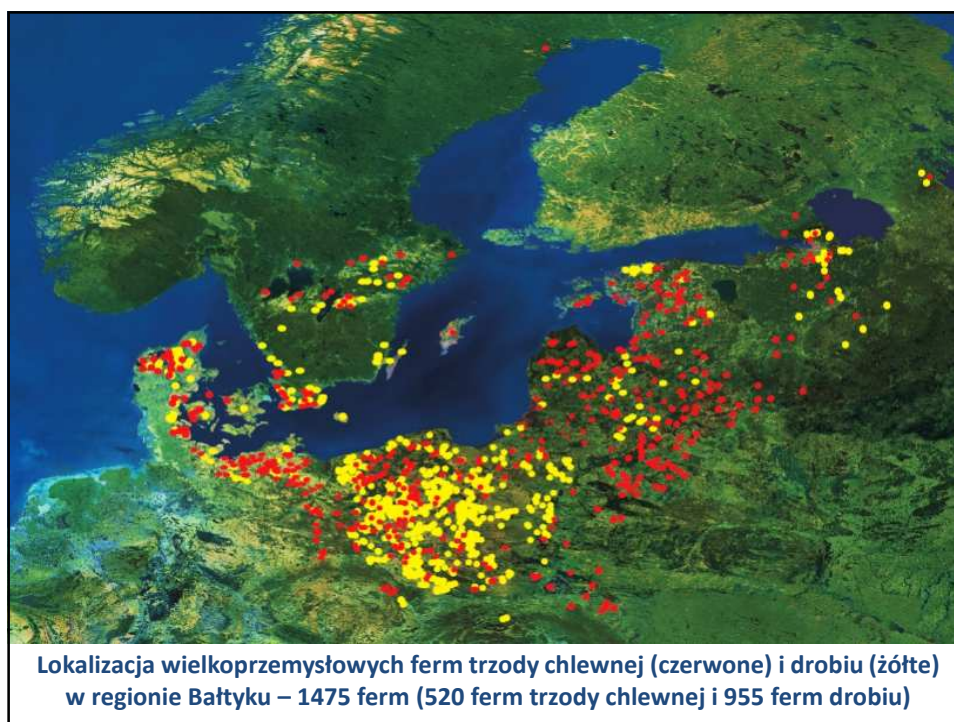 Lokalizacja wielkoprzemysłowych ferm trzody chlewnej (czerwone) i drobiu (żółte)
w regionie Bałtyku – 1475 ferm (520 ferm trzody chlewnej i 955 ferm drobiu)